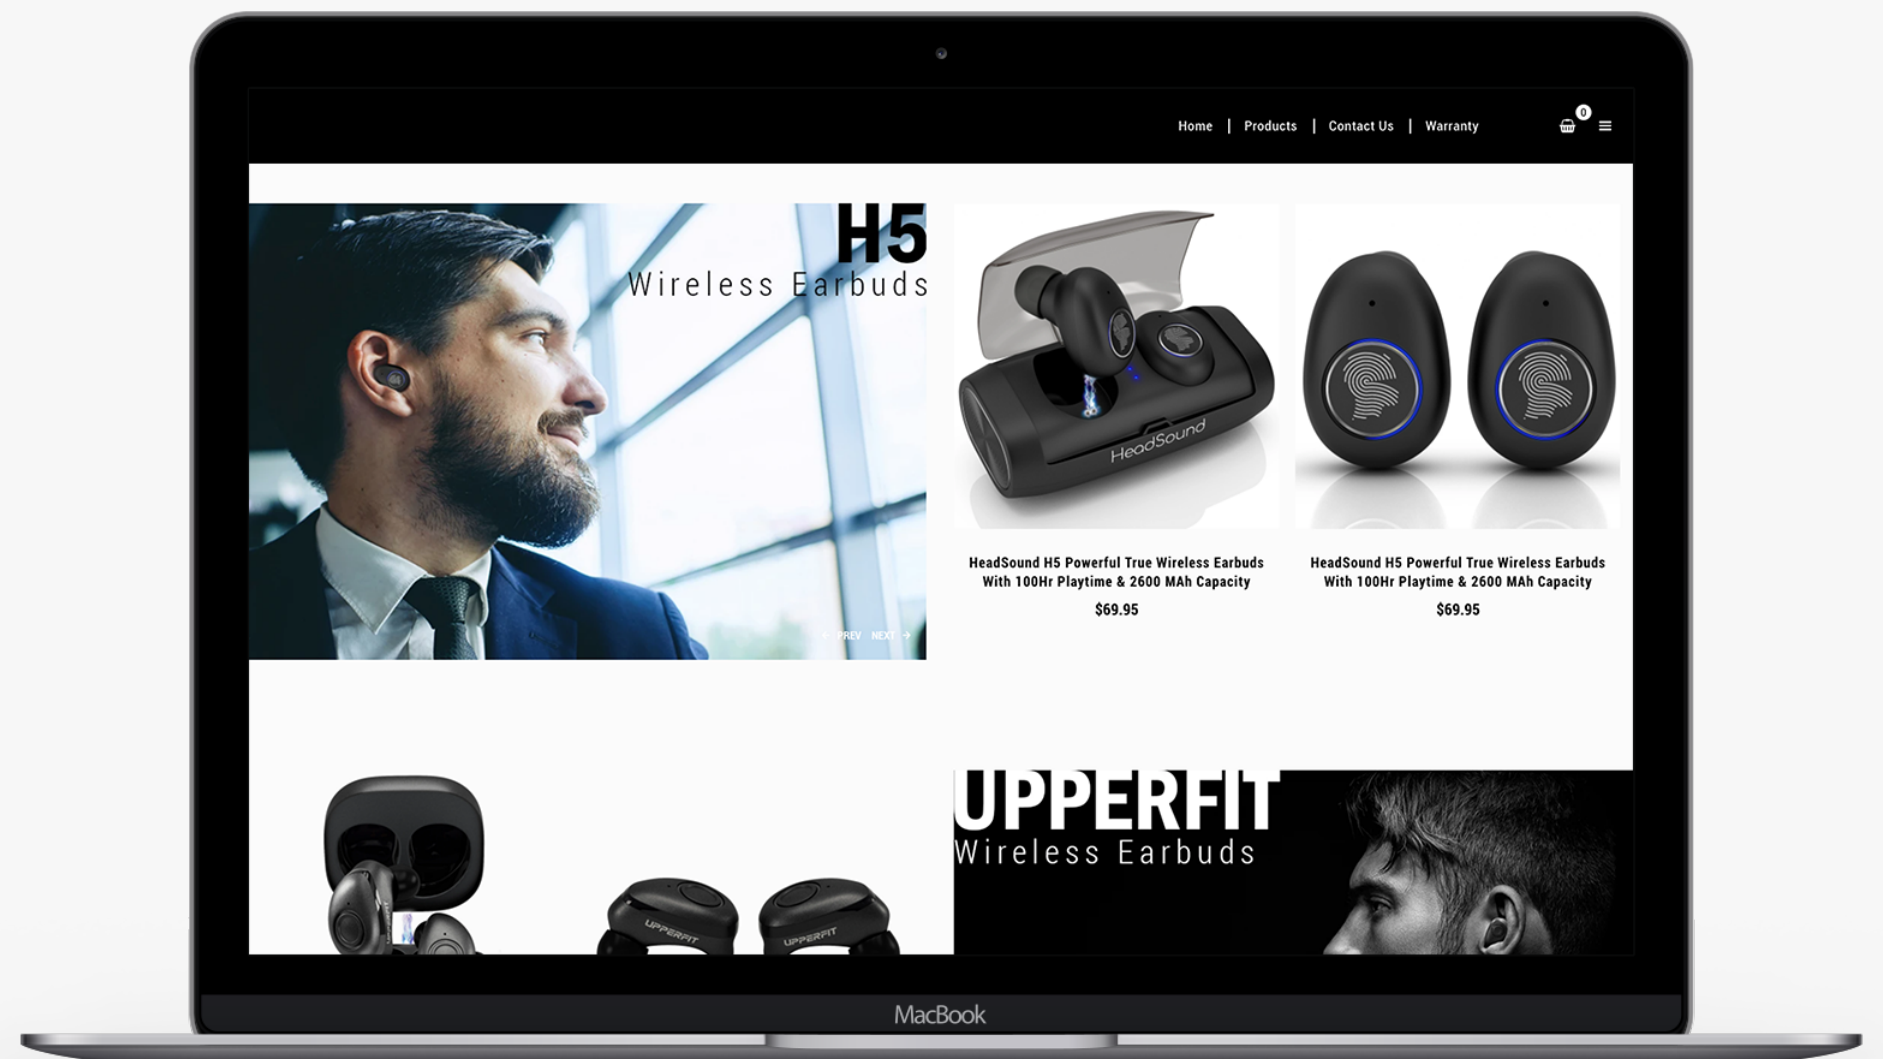 Home | Products | Contact Us | Warranty
0
H5
Wireless Earbuds
PREV NEXT
HeadSound
HeadSound H5 Powerful True Wireless Earbuds
With 100Hr Playtime & 2600 MAh Capacity
$69.95
HeadSound H5 Powerful True Wireless Earbuds
With 100Hr Playtime & 2600 MAh Capacity
$69.95
UPPERFIT
UPPERFIT
UPPERFIT
Wireless Earbuds
MacBook